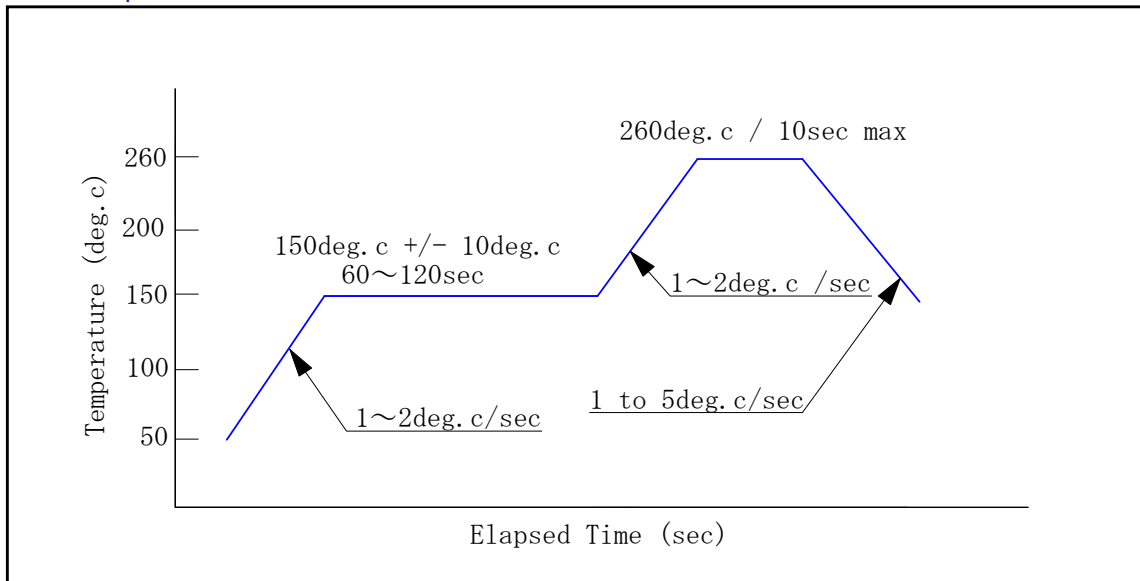 260deg.c / 10sec max
260
200
150deg.c +/- 10deg.c
60～120sec
150
1～2deg.c /sec
100
1 to 5deg.c/sec
1～2deg.c/sec
50
Temperature (deg.c)
Elapsed Time (sec)